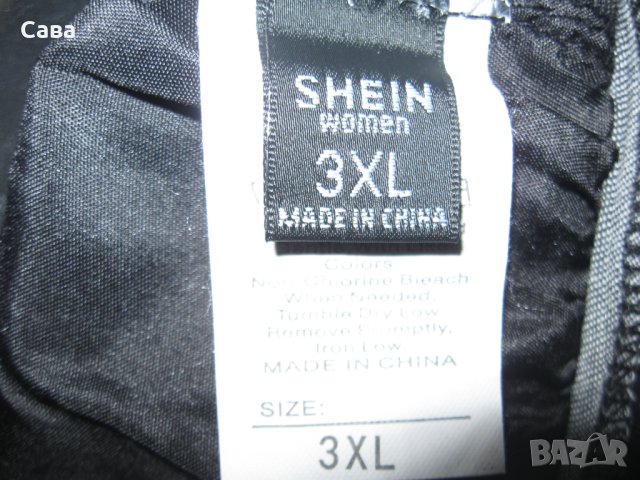 Сава
SHEIN
Women
3XL
MADE IN CHINA
Colors
Non-Chlorine Bleach
When Needed.
Tumble Dry Low.
Remove Promptly,
Iron Low.
MADE IN CHINA
SIZE:
3XL
BAZAR